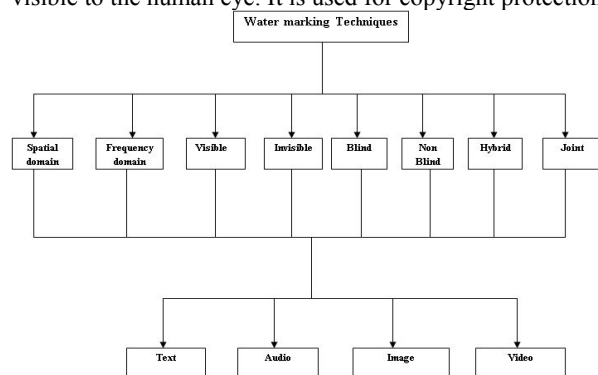 visible to the human eye. It is used for copyright protection
Water marking Techniques
Spatial domain
Frequency domain
Visible
Invisible
Blind
Non Blind
Hybrid
Joint
Text
Audio
Image
Video